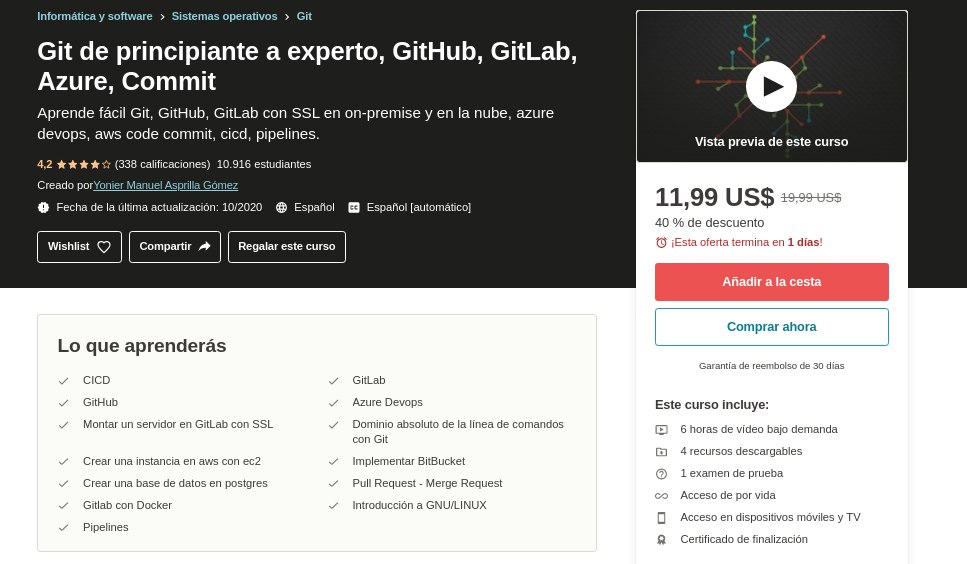 Informática y software > Sistemas operativos > Git
Git de principiante a experto, GitHub, GitLab,
Azure, Commit
Aprende fácil Git, GitHub, GitLab con SSL en on-premise y en la nube, azure
devops, aws code commit, cicd, pipelines.
4,2 (338 calificaciones) 10.916 estudiantes
Creado porYonier Manuel Asprilla Gómez
Fecha de la última actualización: 10/2020 Español CC Español [automático]
Wishlist Compartir Regalar este curso
Vista previa de este curso
11,99 US$ 19,99 US$
40 % de descuento
¡Esta oferta termina en 1 días!
Añadir a la cesta
Comprar ahora
Garantía de reembolso de 30 días
Este curso incluye:
6 horas de vídeo bajo demanda
4 recursos descargables
1 examen de prueba
Acceso de por vida
Acceso en dispositivos móviles y TV
Certificado de finalización
Lo que aprenderás
CICD
GitLab
GitHub
Azure Devops
Montar un servidor en GitLab con SSL
Dominio absoluto de la línea de comandos
con Git
Crear una instancia en aws con ec2
Implementar BitBucket
Crear una base de datos en postgres
Pull Request - Merge Request
Gitlab con Docker
Introducción a GNU/LINUX
Pipelines